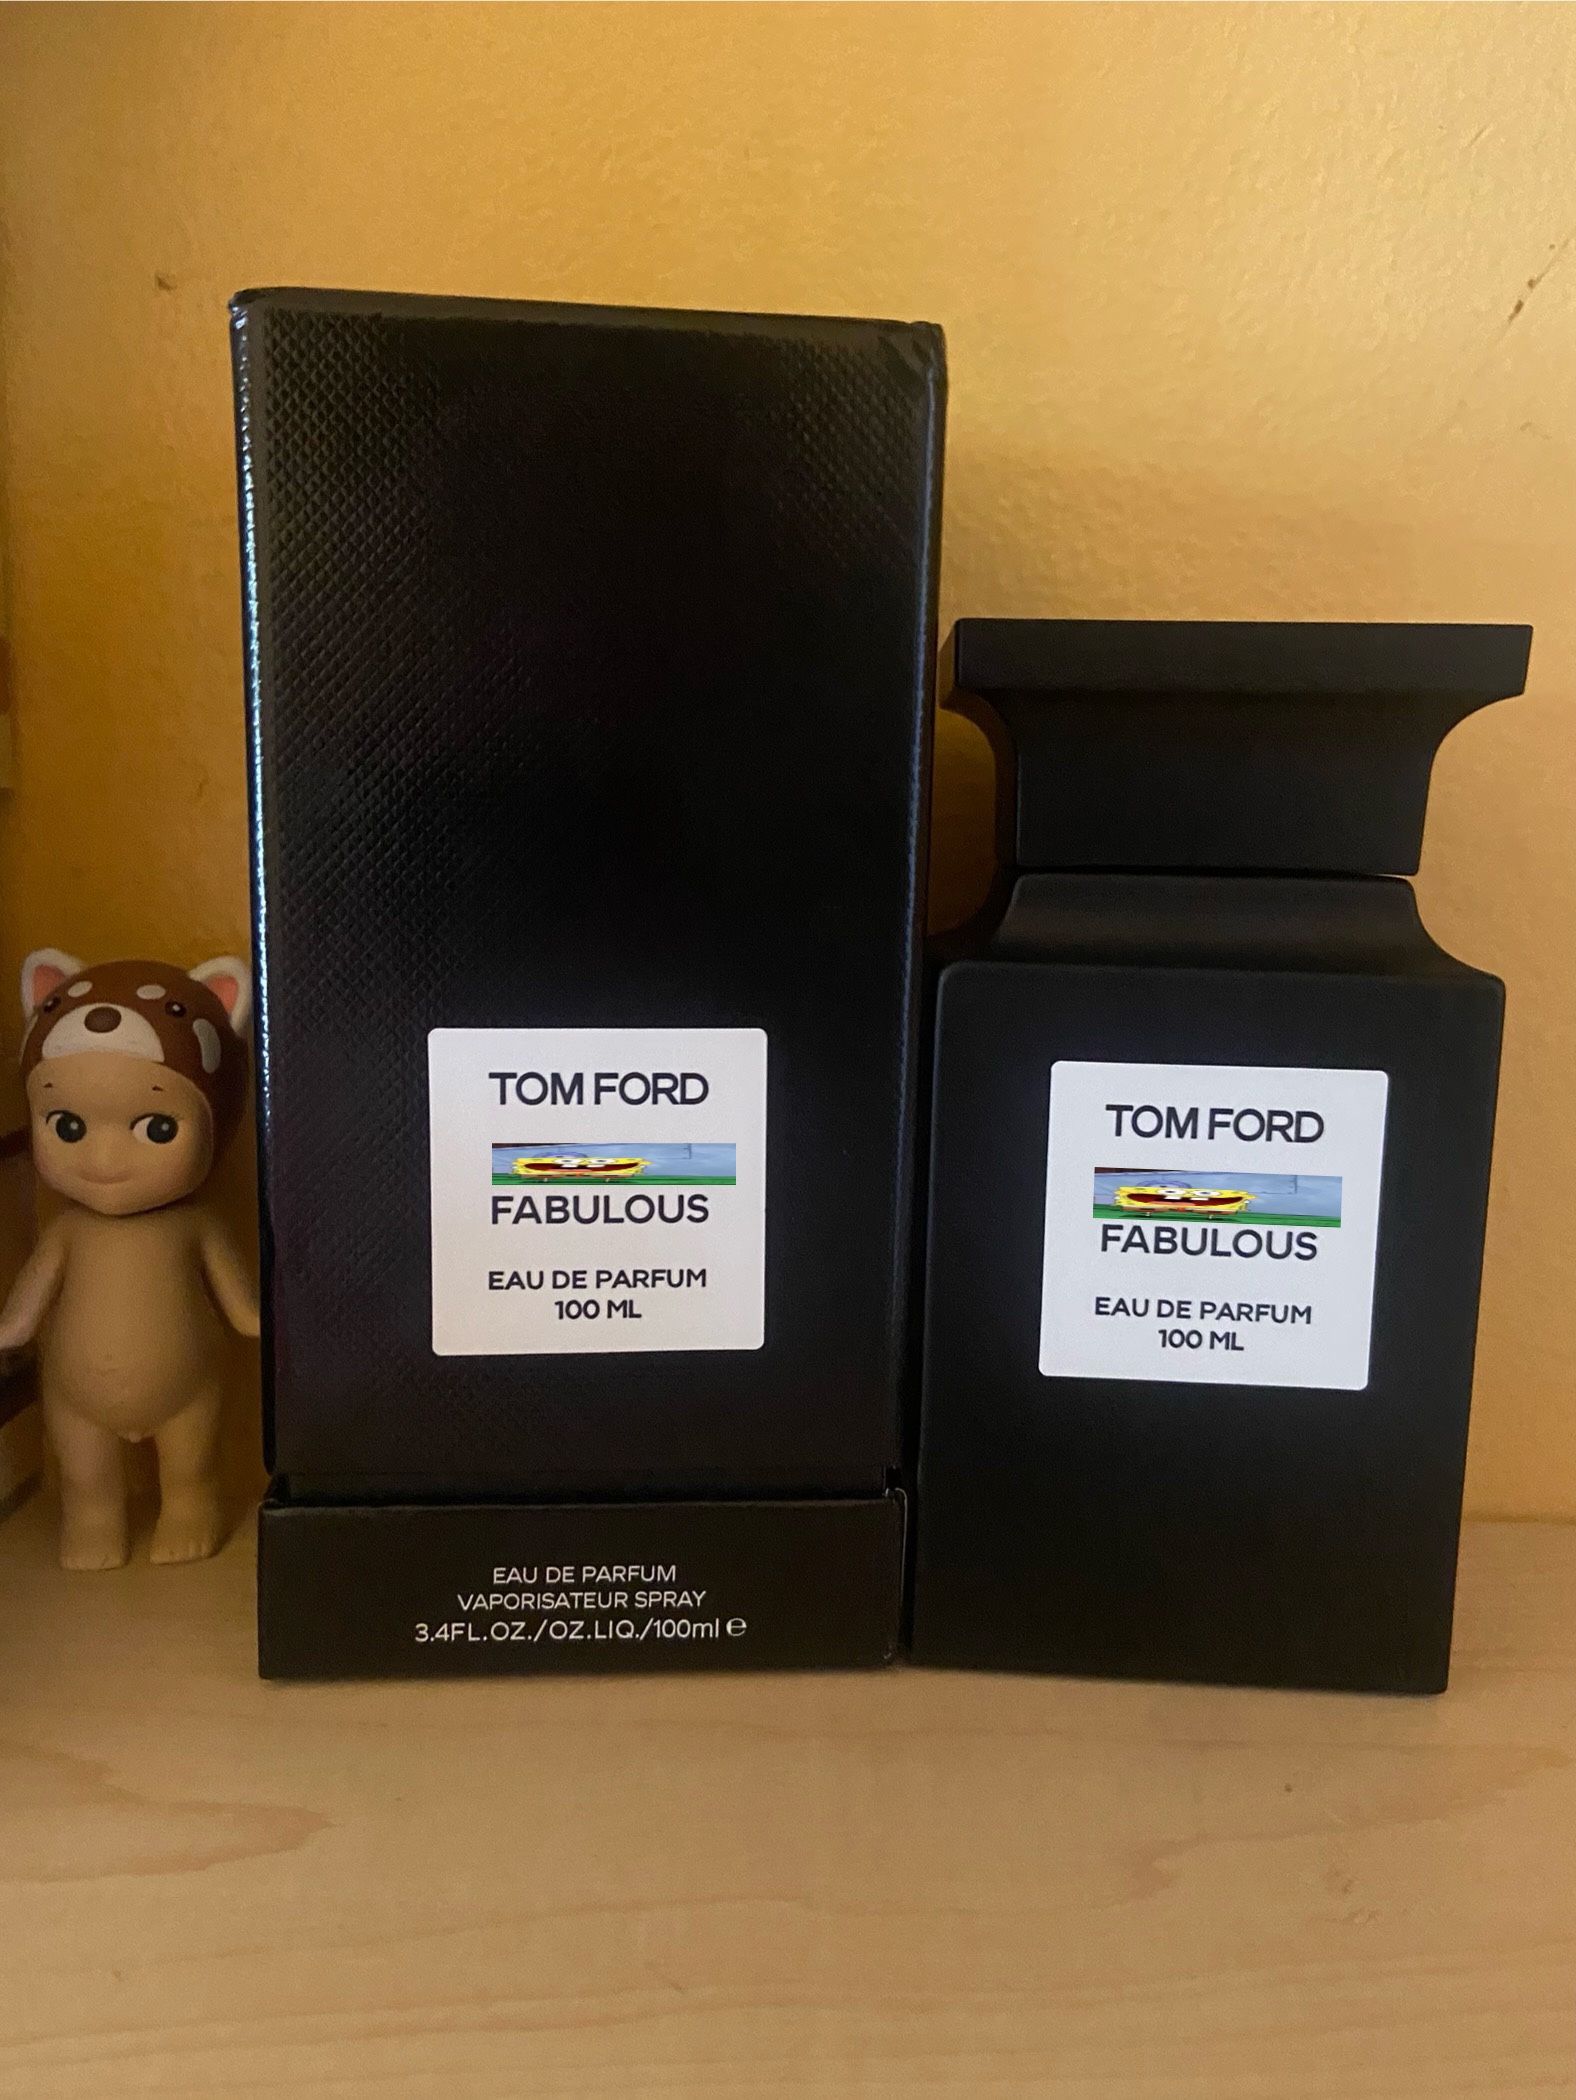 TOM FORD
FABULOUS
EAU DE PARFUM
100 ML
EAU DE PARFUM
VAPORISATEUR SPRAY
3.4FL.OZ./OZ.LIQ./100ml ℮
TOM FORD
FABULOUS
EAU DE PARFUM
100 ML